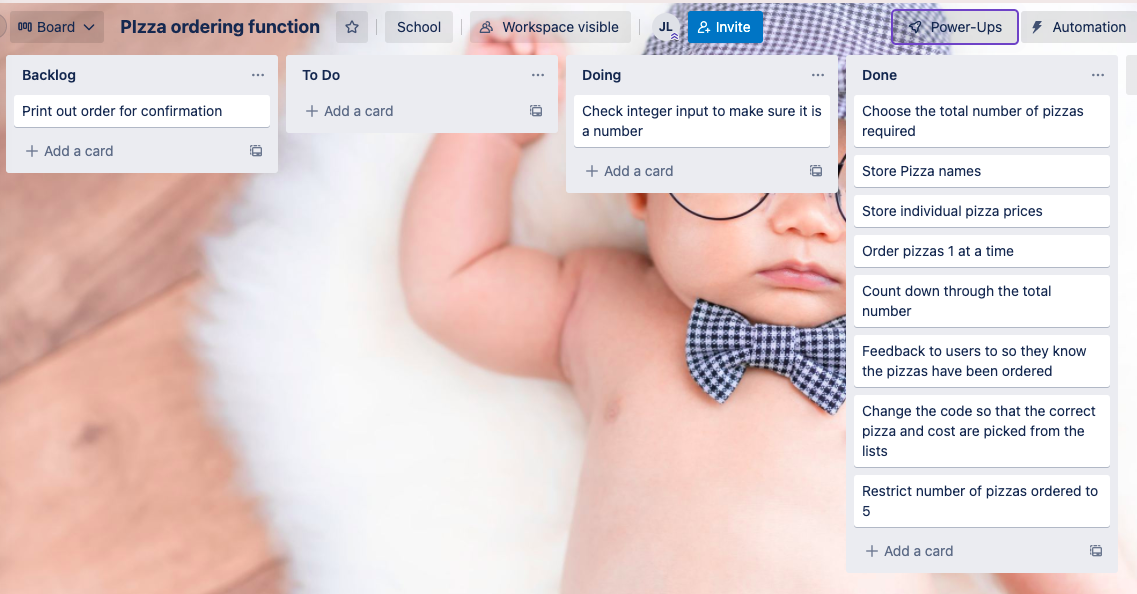 Board
PIzza ordering function
School
Workspace visible
JL
Invite
Power-Ups
Automation
Backlog
Print out order for confirmation
Add a card
To Do
Add a card
Doing
Check integer input to make sure it is
a number
Add a card
Done
Choose the total number of pizzas
required
Store Pizza names
Store individual pizza prices
Order pizzas 1 at a time
Count down through the total
number
Feedback to users to so they know
the pizzas have been ordered
Change the code so that the correct
pizza and cost are picked from the
lists
Restrict number of pizzas ordered to
5
Add a card